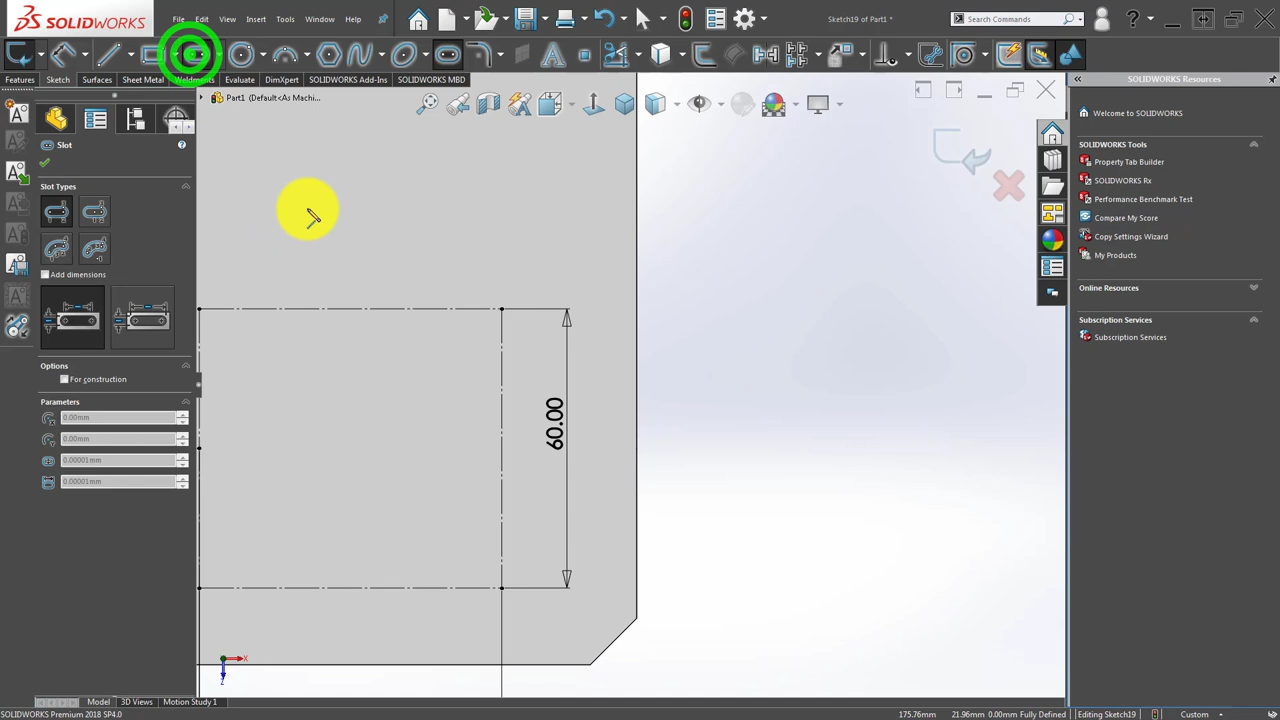 SOLIDWORKS
File Edit View Insert Tools Window Help
Sketch19 of Part1 *
Search Commands
Features Sketch Surfaces Sheet Metal Weldments Evaluate DimXpert SOLIDWORKS Add-Ins SOLIDWORKS MBD
SOLIDWORKS Resources
Part1 (Default<As Machi...
Slot
Slot Types
Add dimensions
Options
For construction
Parameters
0.00mm
0.00mm
0.00001mm
0.00001mm
60.00
X
Z
Welcome to SOLIDWORKS
SOLIDWORKS Tools
Property Tab Builder
SOLIDWORKS Rx
Performance Benchmark Test
Compare My Score
Copy Settings Wizard
My Products
Online Resources
Subscription Services
Subscription Services
Model 3D Views Motion Study 1
SOLIDWORKS Premium 2018 SP4.0
175.76mm 21.96mm 0.00mm Fully Defined Editing Sketch19 Custom